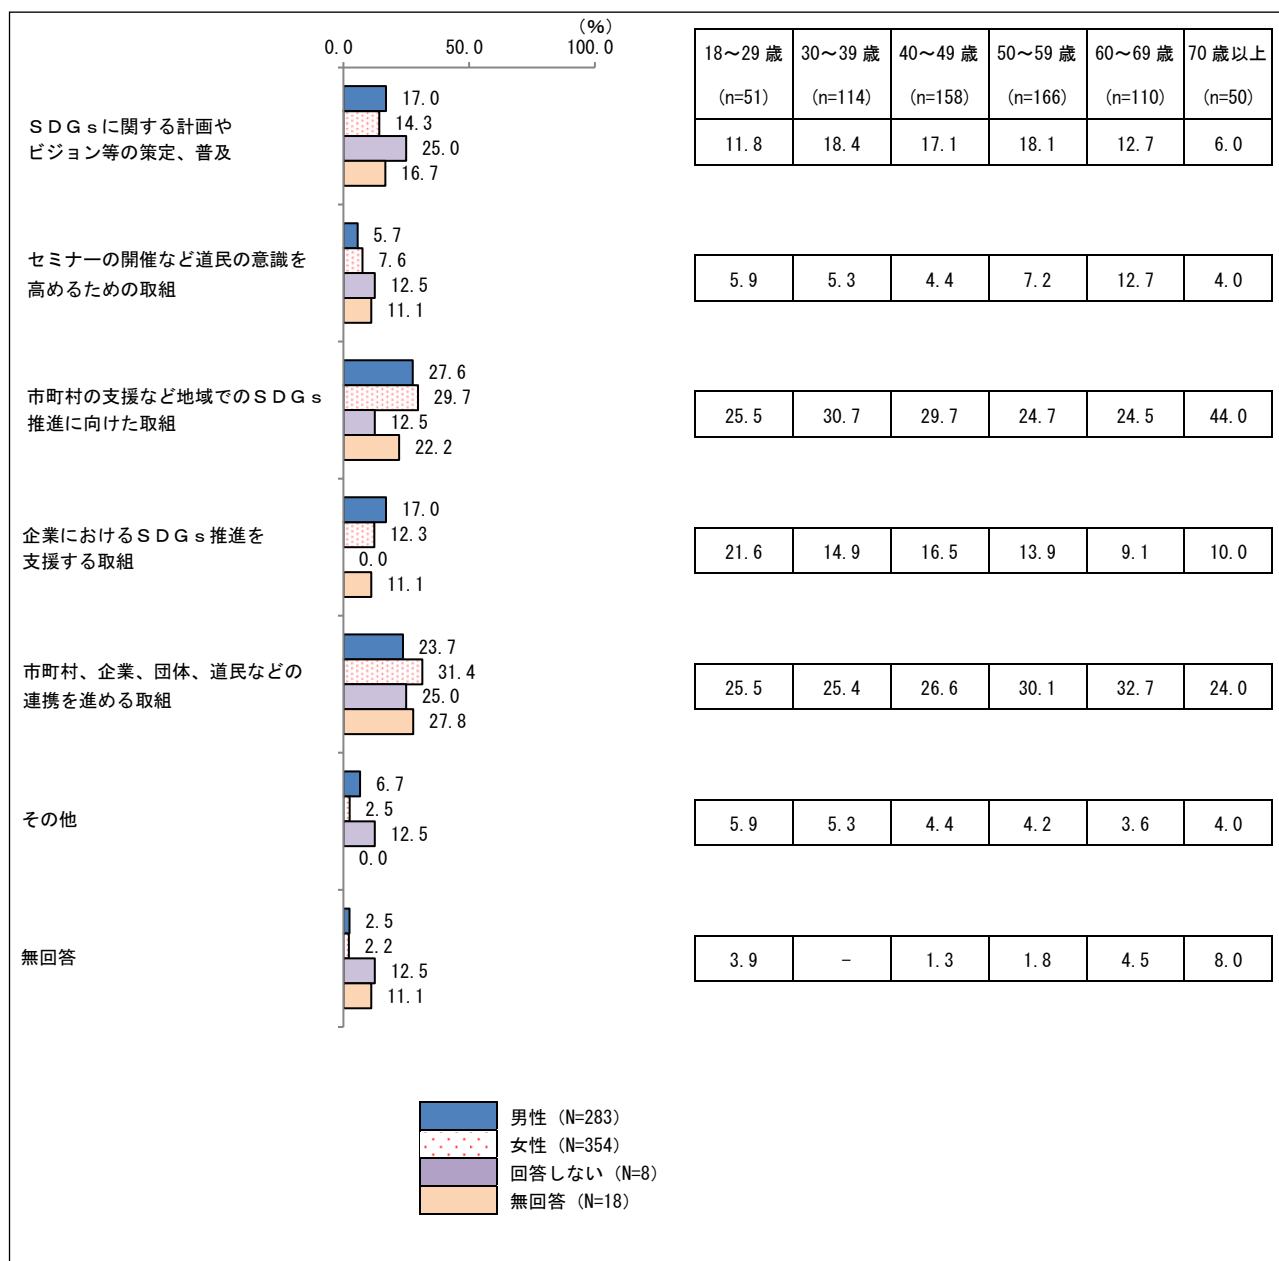 (%)
0.0 50.0 100.0
18～29 歳 30～39 歳 40～49 歳 50～59 歳 60～69 歳 70 歳以上
(n=51) (n=114) (n=158) (n=166) (n=110) (n=50)
ＳＤＧｓに関する計画や
ビジョン等の策定、普及
17.0
14.3
25.0
16.7
11.8 18.4 17.1 18.1 12.7 6.0
セミナーの開催など道民の意識を
高めるための取組
5.7
7.6
12.5
11.1
5.9 5.3 4.4 7.2 12.7 4.0
市町村の支援など地域でのＳＤＧｓ
推進に向けた取組
27.6
29.7
12.5
22.2
25.5 30.7 29.7 24.7 24.5 44.0
企業におけるＳＤＧｓ推進を
支援する取組
17.0
12.3
0.0
11.1
21.6 14.9 16.5 13.9 9.1 10.0
市町村、企業、団体、道民などの
連携を進める取組
23.7
31.4
25.0
27.8
25.5 25.4 26.6 30.1 32.7 24.0
その他
6.7
2.5
12.5
0.0
5.9 5.3 4.4 4.2 3.6 4.0
無回答
2.5
2.2
12.5
11.1
3.9 － 1.3 1.8 4.5 8.0
男性（N=283）
女性（N=354）
回答しない（N=8）
無回答（N=18）